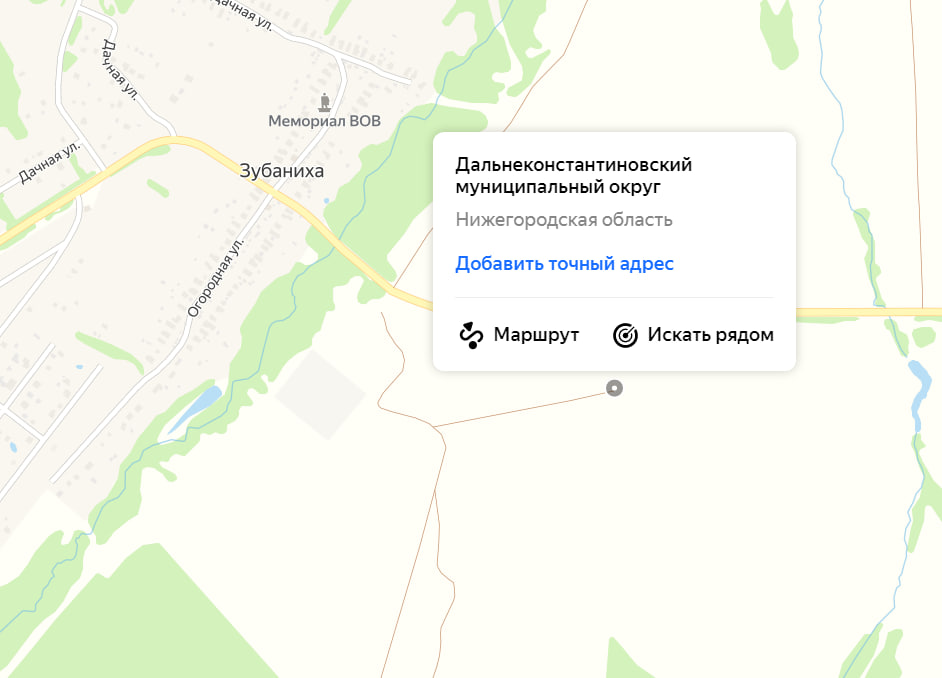 Дачная ул.
Дачная ул.
Мемориал ВОВ
Дачная ул.
Зубаниха
Огородная ул.
Дальнеконстантиновский
муниципальный округ
Нижегородская область
Добавить точный адрес
Маршрут
Искать рядом